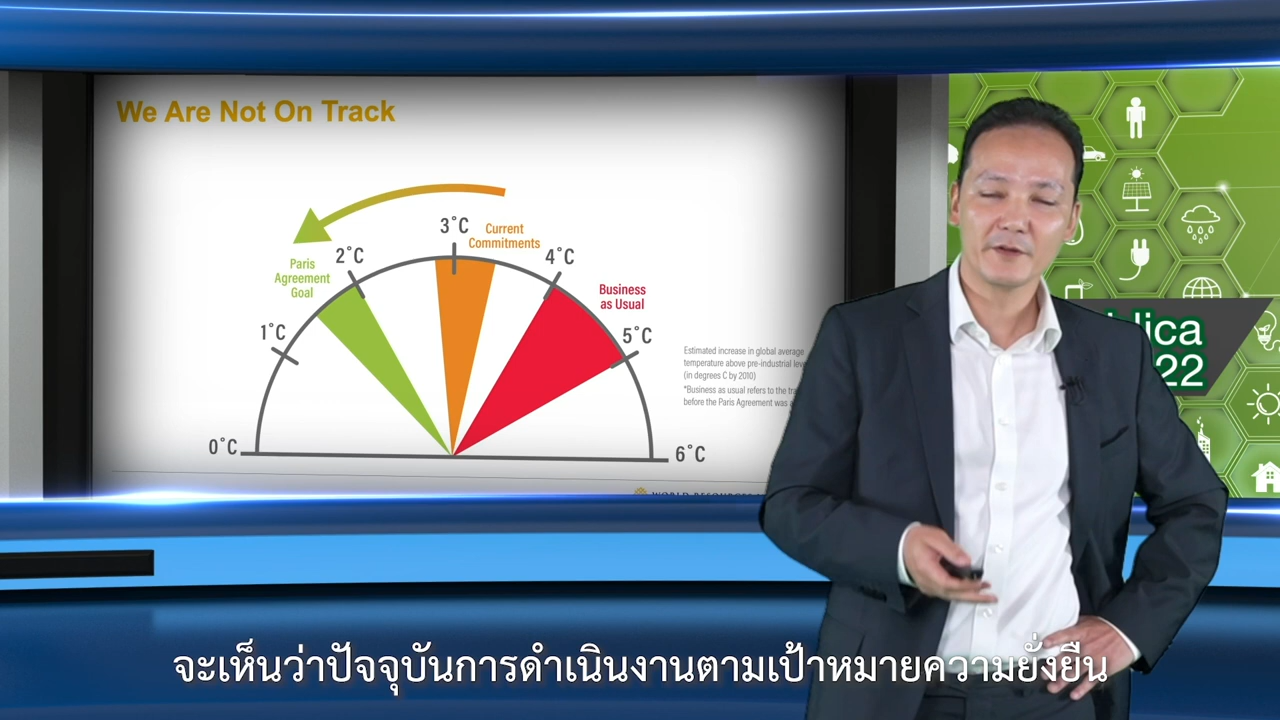 We Are Not On Track
3°C
Current
Commitments
2°C
4°C
Paris
Agreement
Goal
Business
as Usual
1°C
5°C
Estimated increase in global average
temperature above pre-industrial
(in degrees C by 2010)
*Business as usual refers to the
before the Paris Agreement was
0°C
6°C
WORLD RESOURCES
22
จะเห็นว่าปัจจุบันการดำเนินงานตามเป้าหมายความยั่งยืน